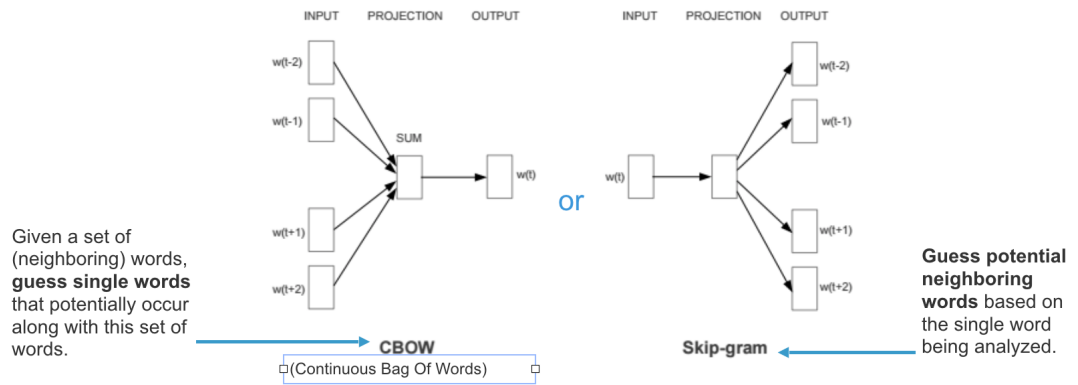 INPUT PROJECTION OUTPUT
w(t-2)
w(t-1)
SUM
w(t)
w(t+1)
w(t+2)
CBOW
(Continuous Bag Of Words)
Given a set of
(neighboring) words,
guess single words
that potentially occur
along with this set of
words.
or
INPUT PROJECTION OUTPUT
w(t-2)
w(t-1)
w(t)
w(t+1)
w(t+2)
Skip-gram
Guess potential
neighboring
words based on
the single word
being analyzed.